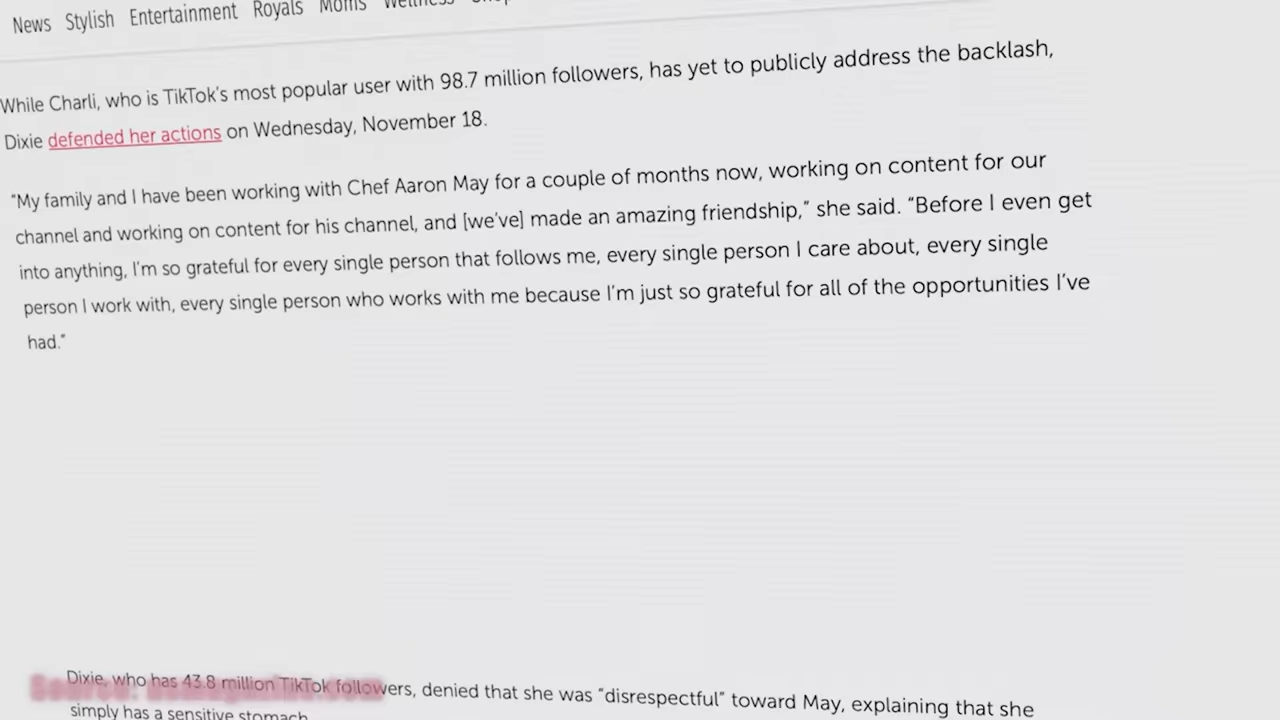 News Stylish Entertainment Royals Moms Wellness
While Charli, who is TikTok's most popular user with 98.7 million followers, has yet to publicly address the backlash,
Dixie defended her actions on Wednesday, November 18.
"My family and I have been working with Chef Aaron May for a couple of months now, working on content for our
channel and working on content for his channel, and [we've] made an amazing friendship," she said. "Before I even get
into anything, I'm so grateful for every single person that follows me, every single person I care about, every single
person I work with, every single person who works with me because I'm just so grateful for all of the opportunities I've
had."
Dixie, who has 43.8 million TikTok followers, denied that she was "disrespectful" toward May, explaining that she
simply has a sensitive stomach.